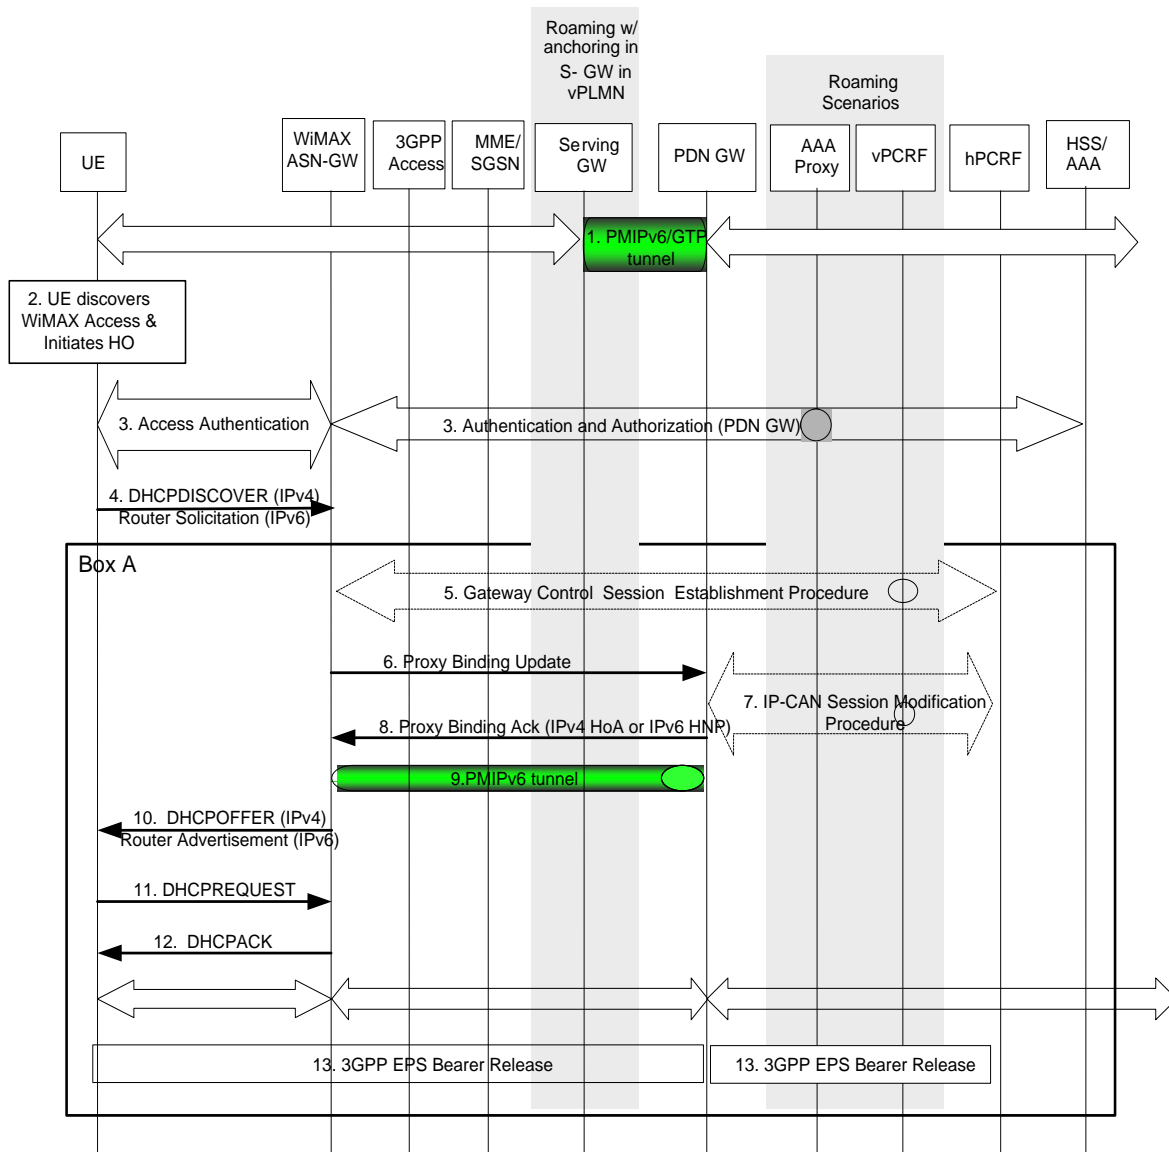 Roaming w/
anchoring in
S- GW in
vPLMN
Roaming
Scenarios
UE
WiMAX
ASN-GW
3GPP
Access
MME/
SGSN
Serving
GW
PDN GW
AAA
Proxy
vPCRF
hPCRF
HSS/
AAA
1. PMIPv6/GTP
tunnel
2. UE discovers
WiMAX Access &
Initiates HO
3. Access Authentication
3. Authentication and Authorization (PDN GW)
4. DHCPDISCOVER (IPv4)
Router Solicitation (IPv6)
Box A
5. Gateway Control Session Establishment Procedure
6. Proxy Binding Update
7. IP-CAN Session Modification
Procedure
8. Proxy Binding Ack (IPv4 HoA or IPv6 HNP)
9.PMIPv6 tunnel
10. DHCPOFFER (IPv4)
Router Advertisement (IPv6)
11. DHCPREQUEST
12. DHCPACK
13. 3GPP EPS Bearer Release
13. 3GPP EPS Bearer Release